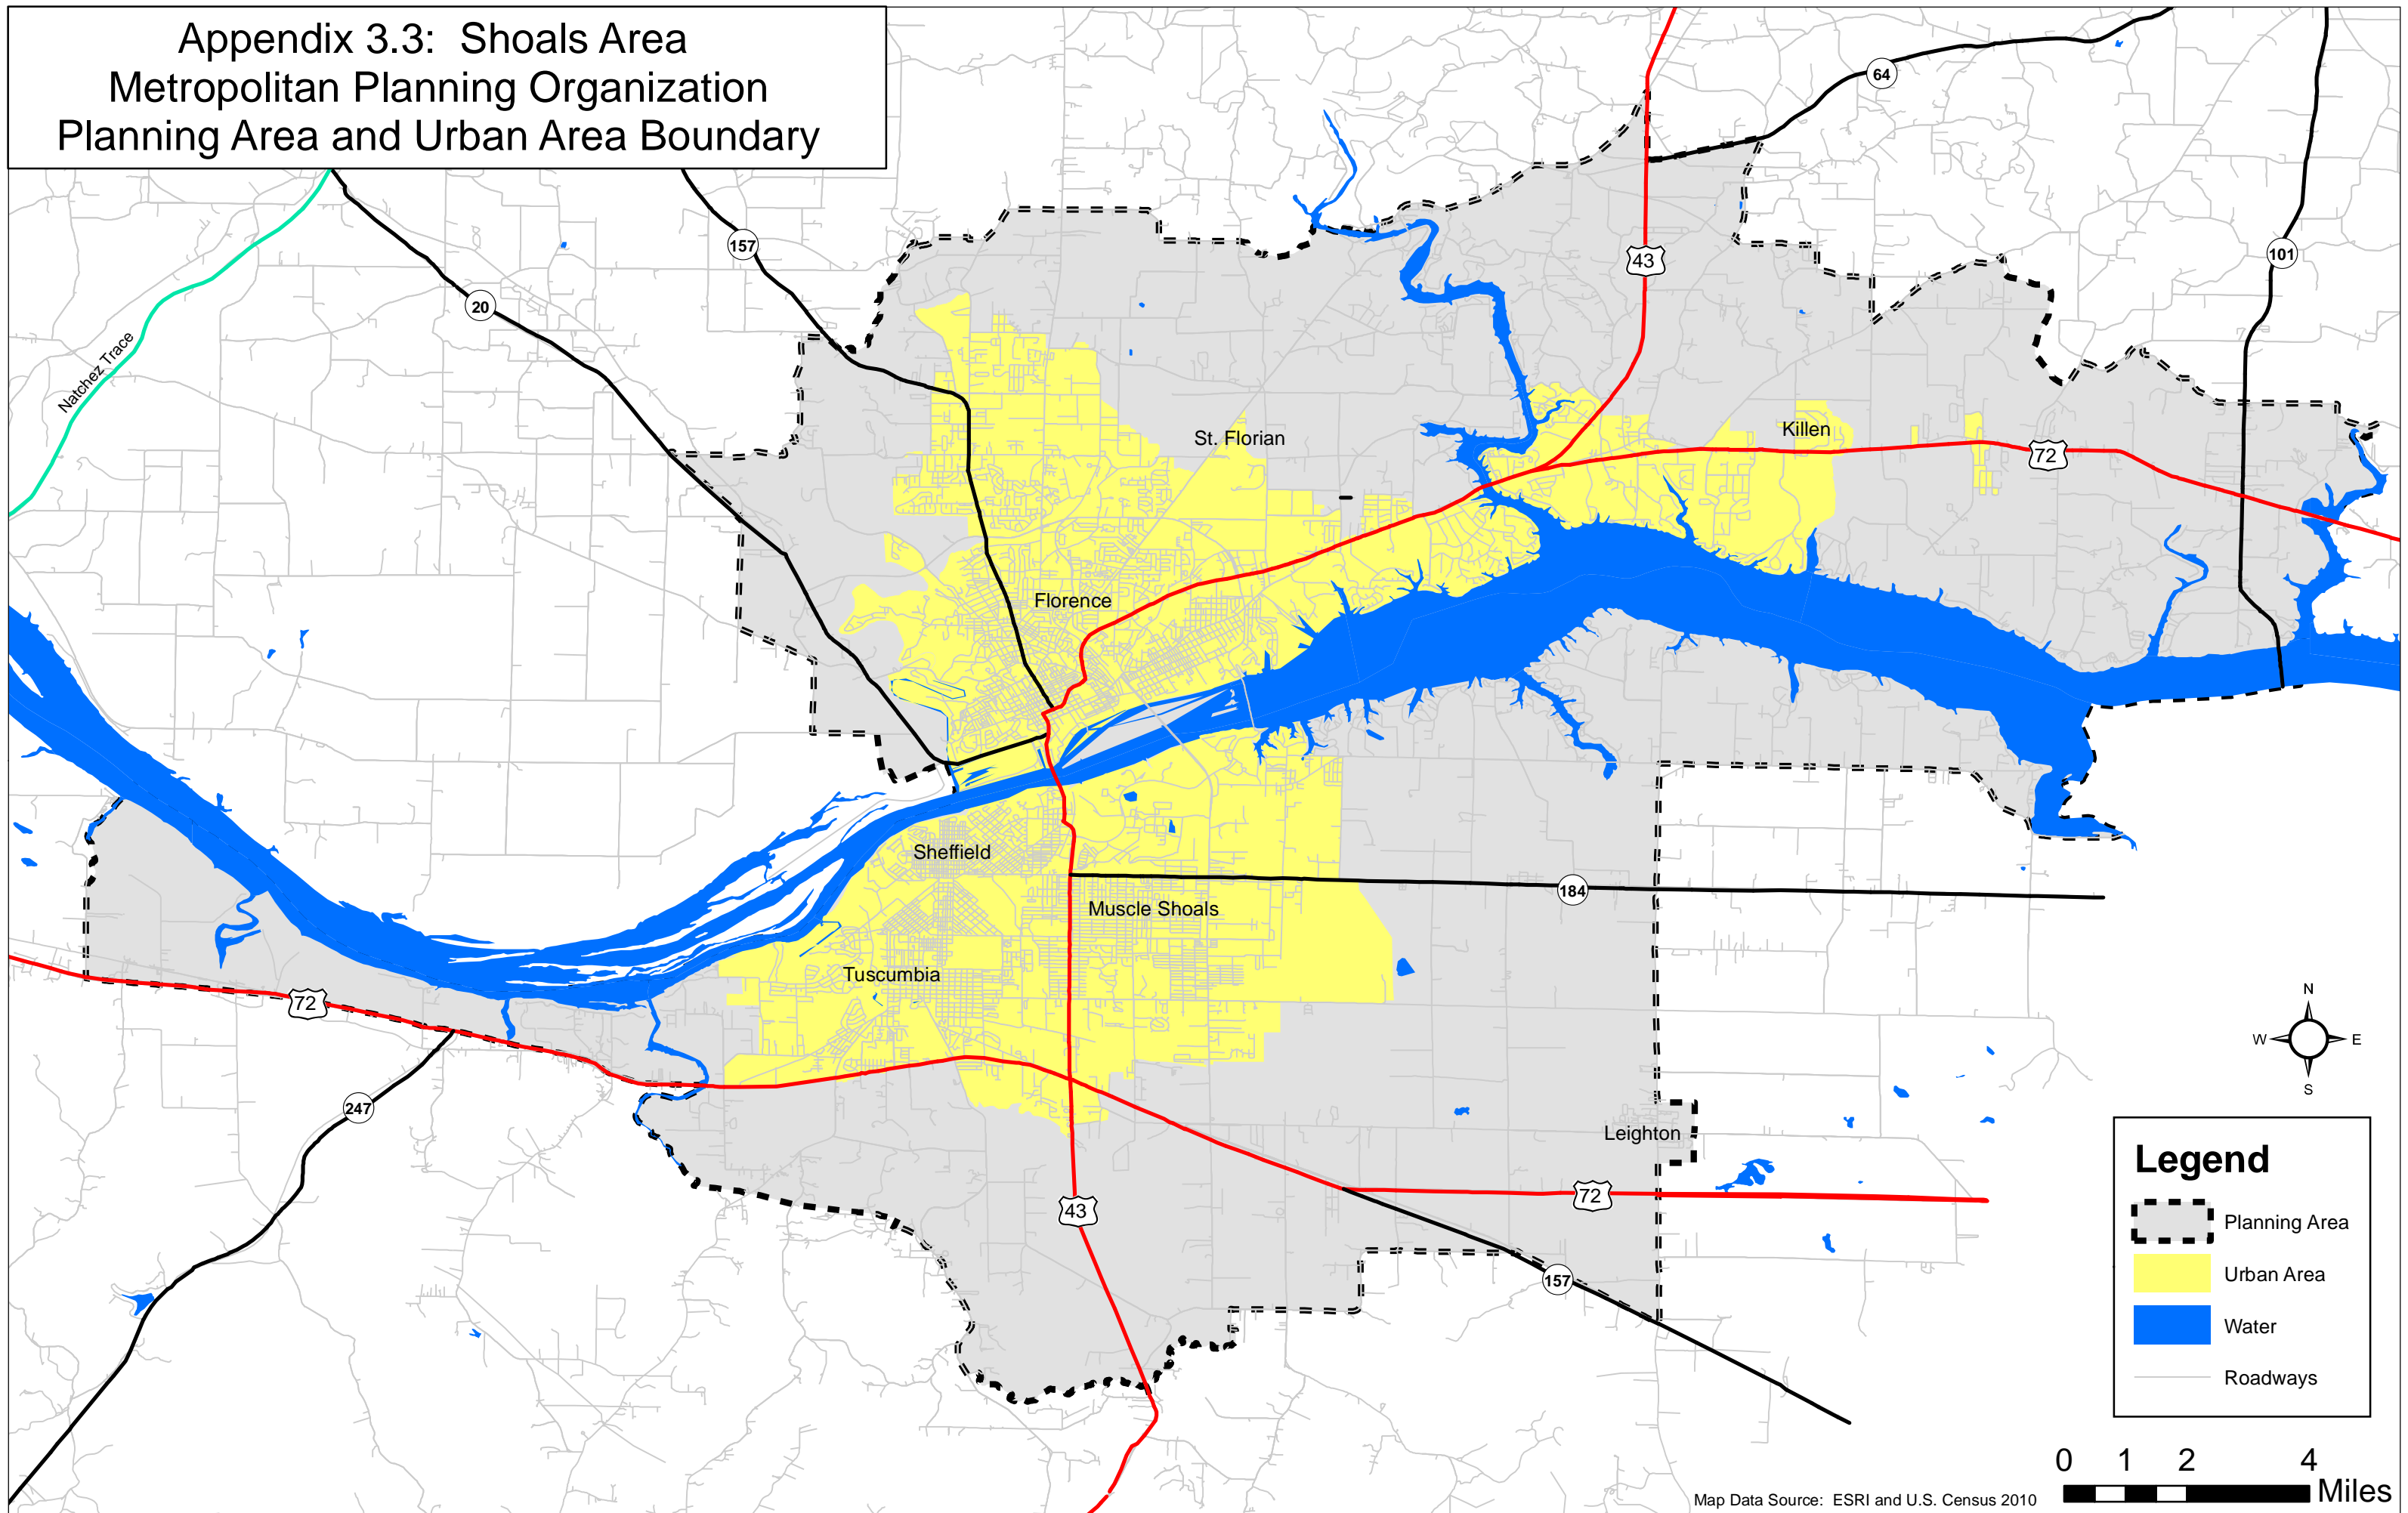 Appendix 3.3: Shoals Area
Metropolitan Planning Organization
Planning Area and Urban Area Boundary
64
157
43
101
20
Natchez Trace
St. Florian
Killen
72
Florence
Sheffield
184
Muscle Shoals
Tuscumbia
72
N
W E
S
247
Leighton
72
43
157
Legend
Planning Area
Urban Area
Water
Roadways
0 1 2 4
Miles
Map Data Source: ESRI and U.S. Census 2010